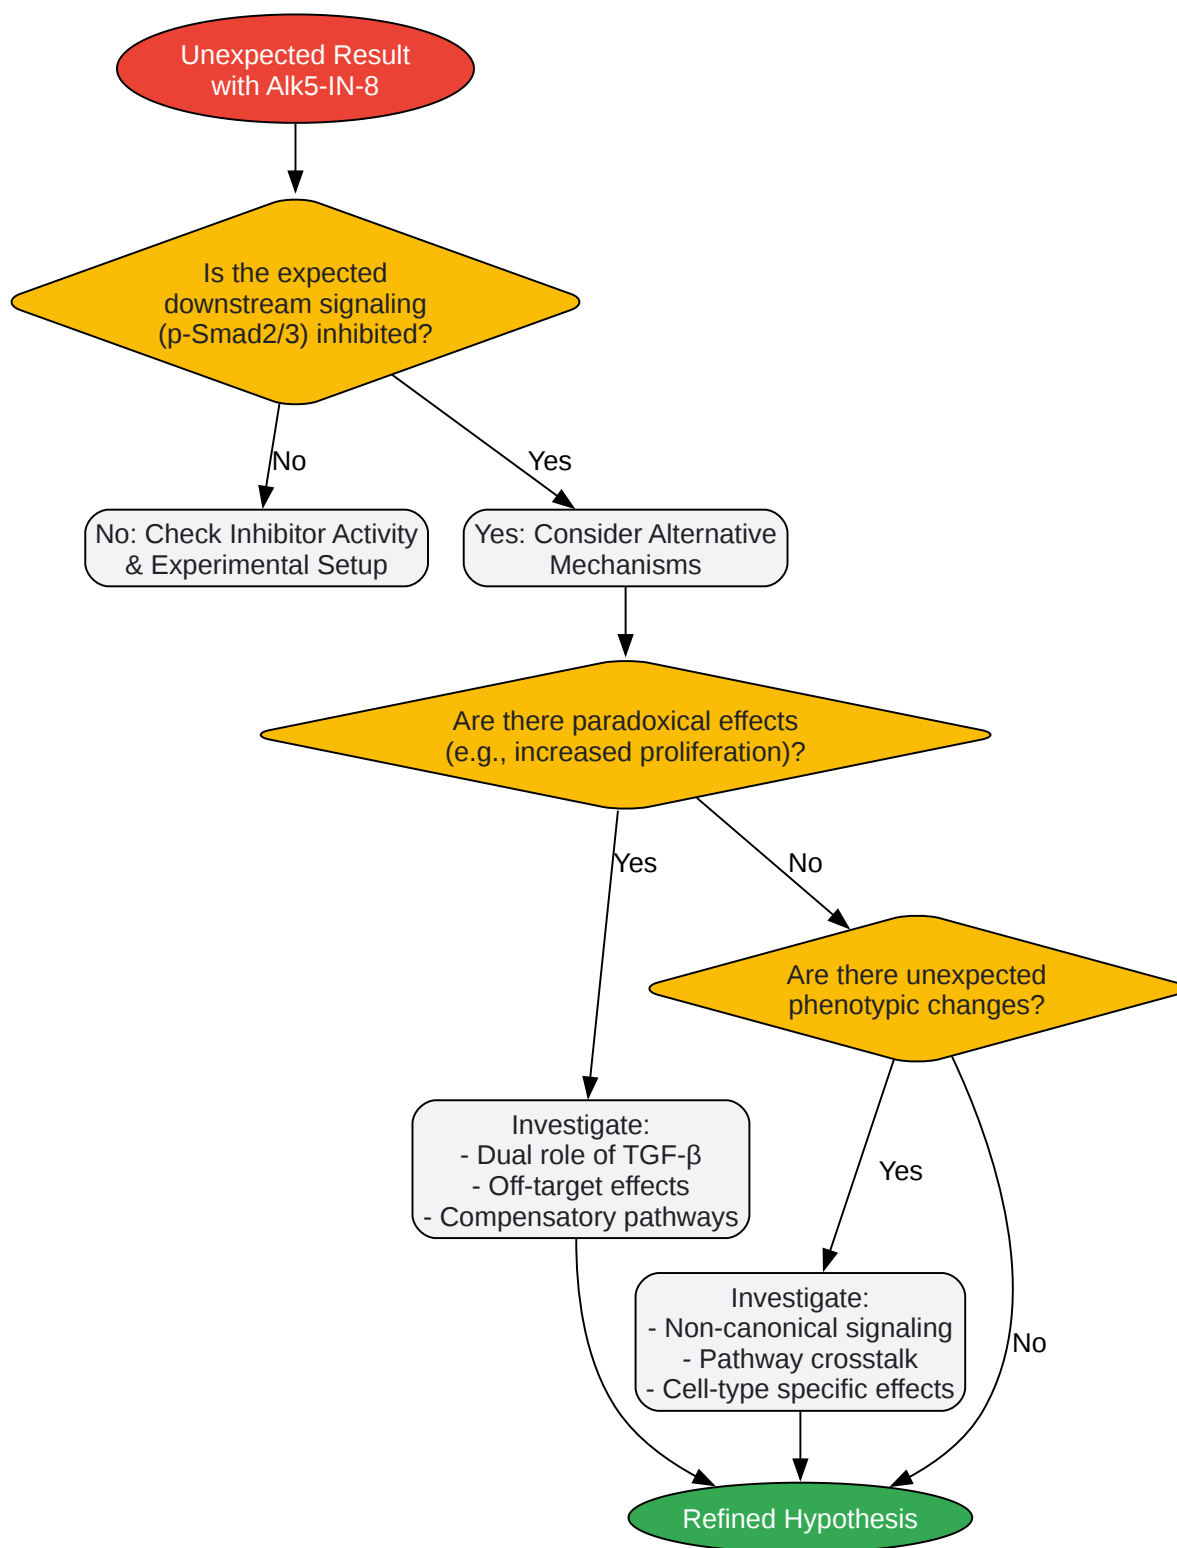 Unexpected Result
with Alk5-IN-8
Is the expected
downstream signaling
(p-Smad2/3) inhibited?
No
Yes
No: Check Inhibitor Activity
& Experimental Setup
Yes: Consider Alternative
Mechanisms
Are there paradoxical effects
(e.g., increased proliferation)?
Yes
No
Are there unexpected
phenotypic changes?
Investigate:
- Dual role of TGF-β
- Off-target effects
- Compensatory pathways
Yes
Investigate:
- Non-canonical signaling
- Pathway crosstalk
- Cell-type specific effects
No
Refined Hypothesis